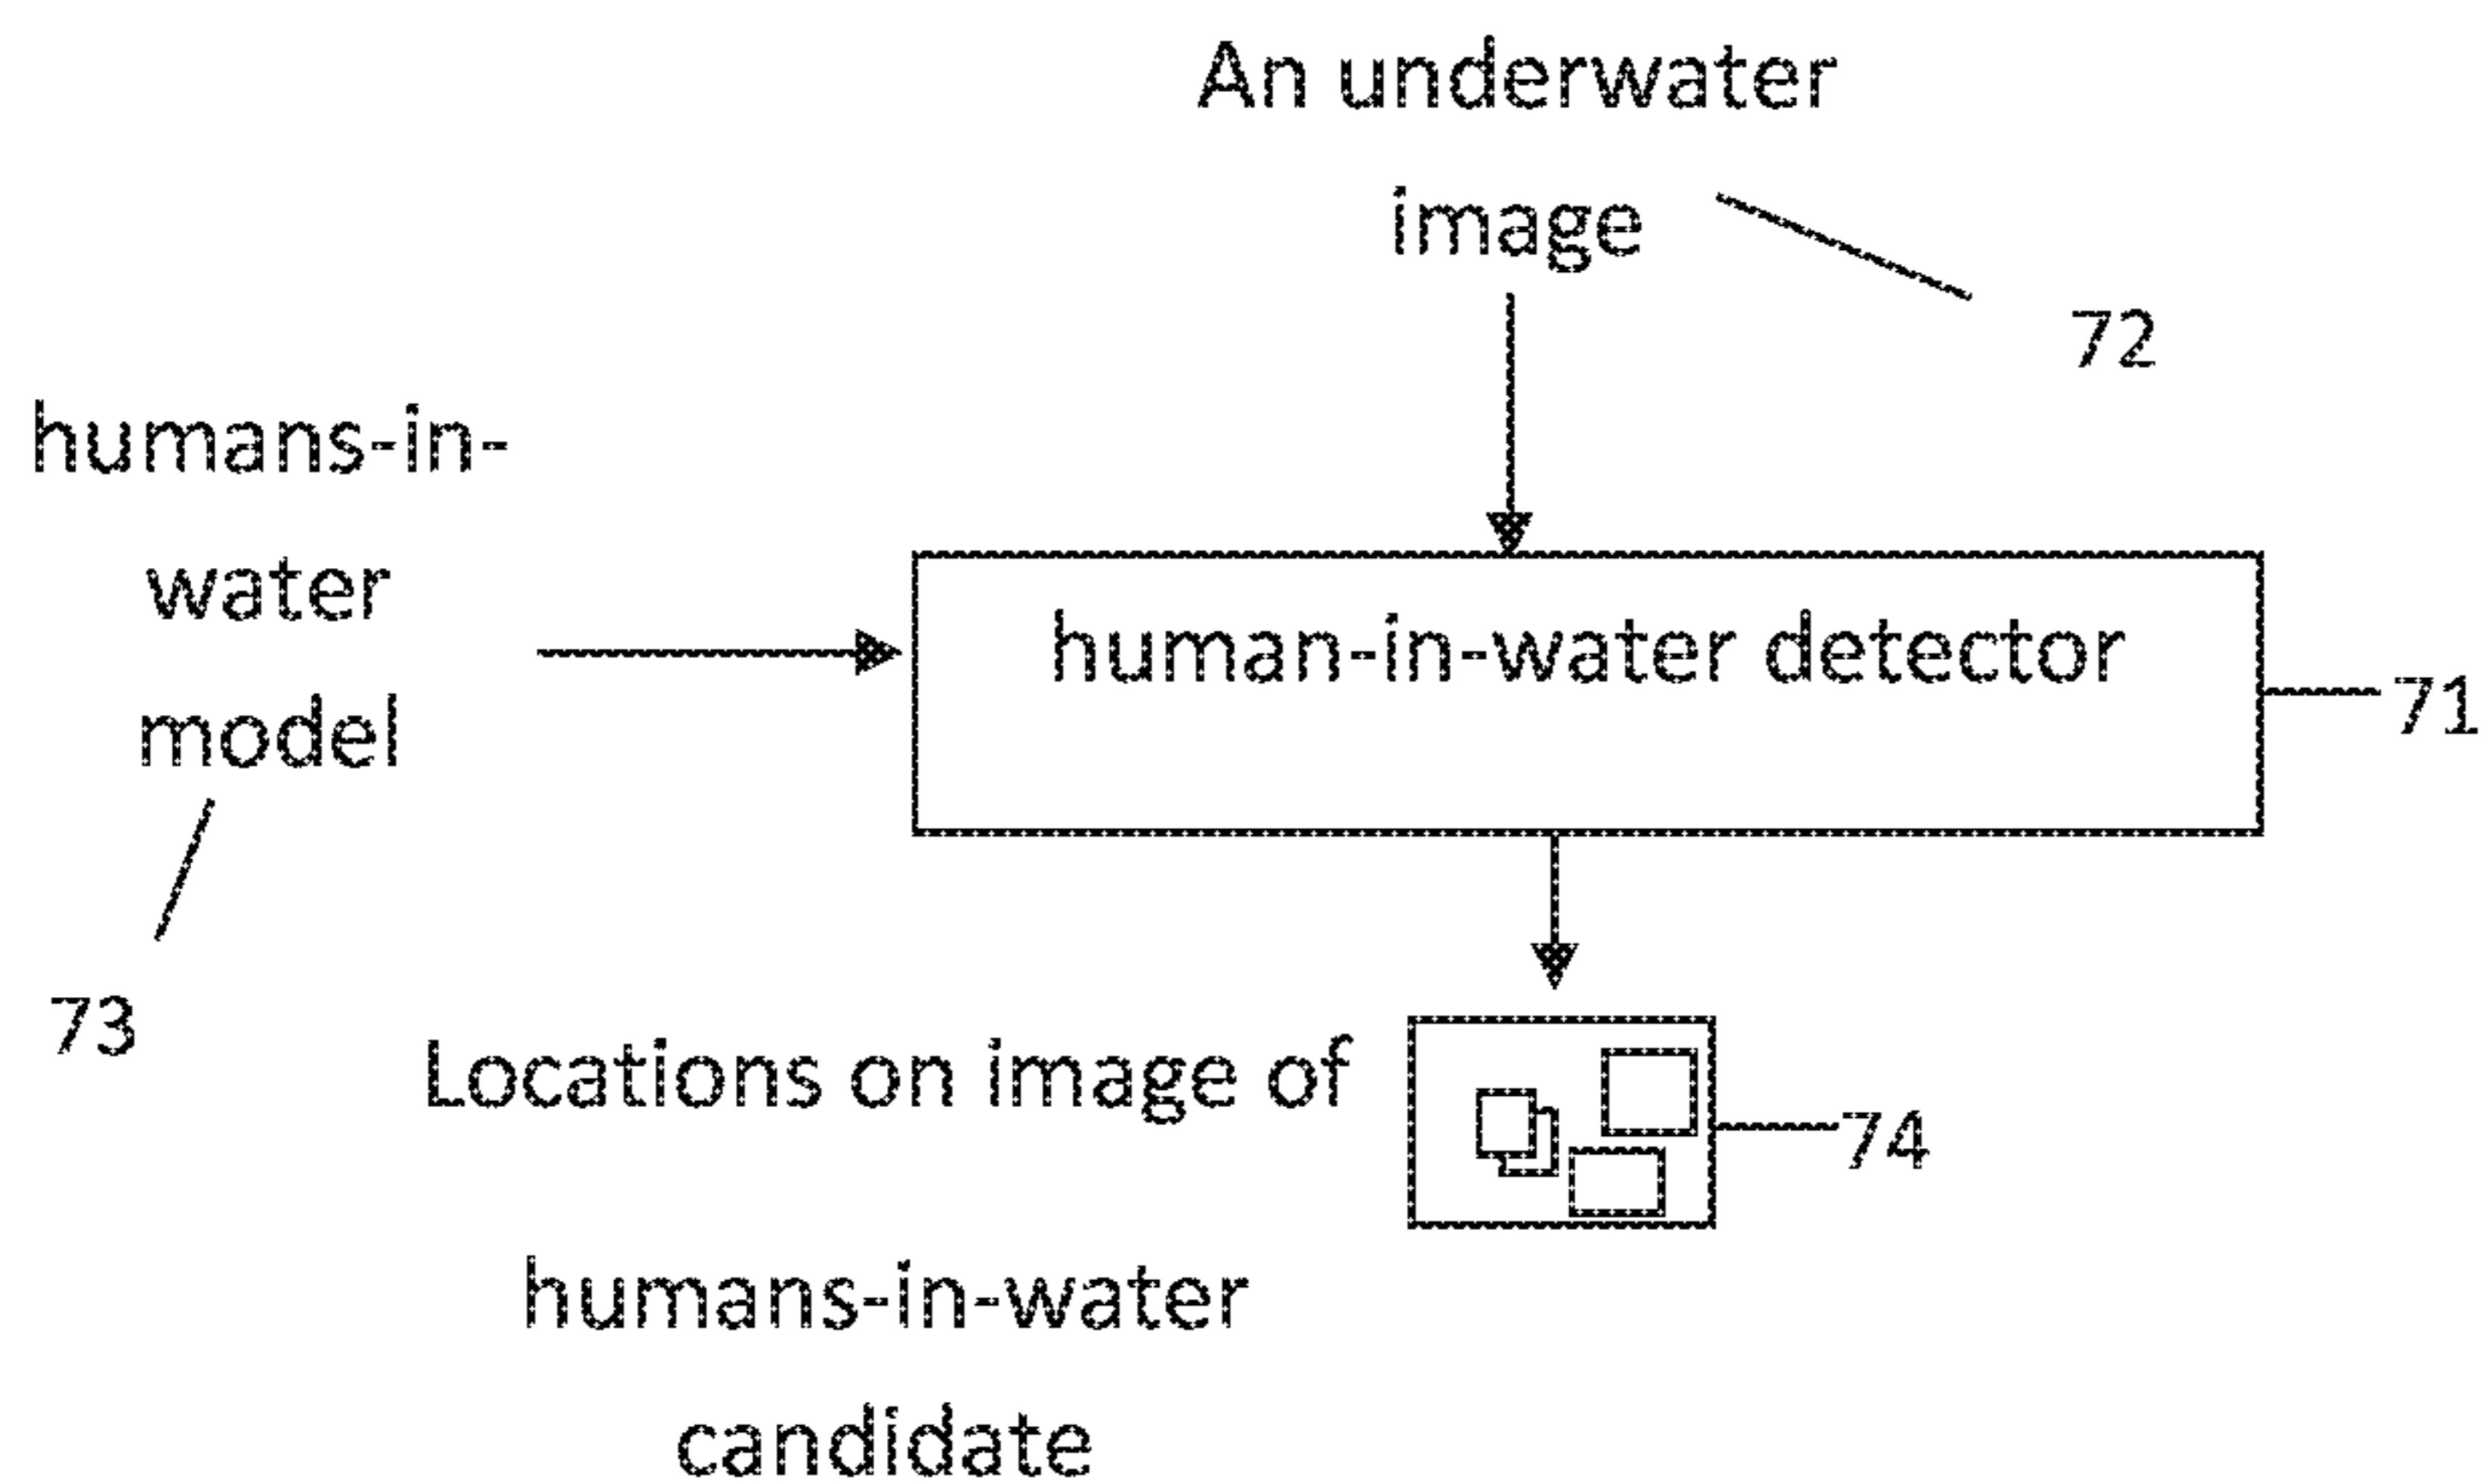 An underwater
image
72
humans-in-
water
model
73
human-in-water detector
71
Locations on image of
humans-in-water
candidate
74